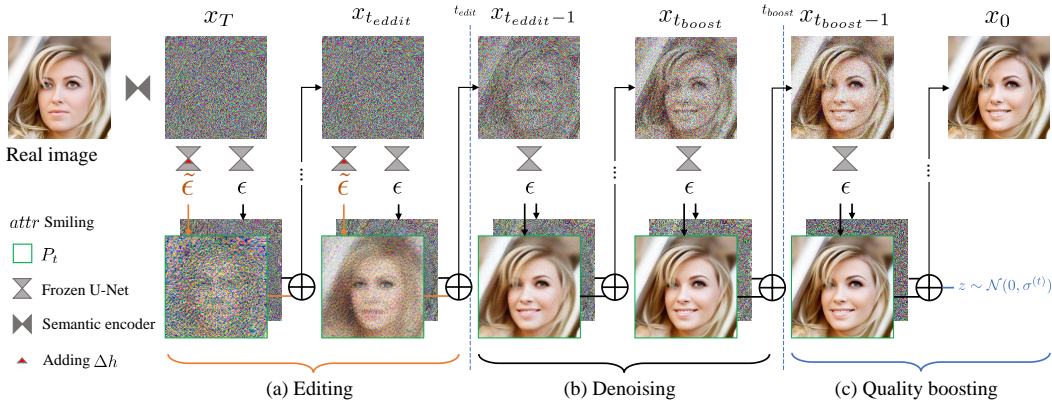 x_T x_{t_{eddit}} t_{edit} x_{t_{eddit}-1} x_{t_{boost}} t_{boost} x_{t_{boost}-1} x_0
Real image
ϵ̃ ϵ ϵ̃ ϵ ϵ ϵ ϵ
attr Smiling
P_t
Frozen U-Net
z ∼ 𝒩(0, σ^{(t)})
Semantic encoder
Adding Δh
(a) Editing (b) Denoising (c) Quality boosting